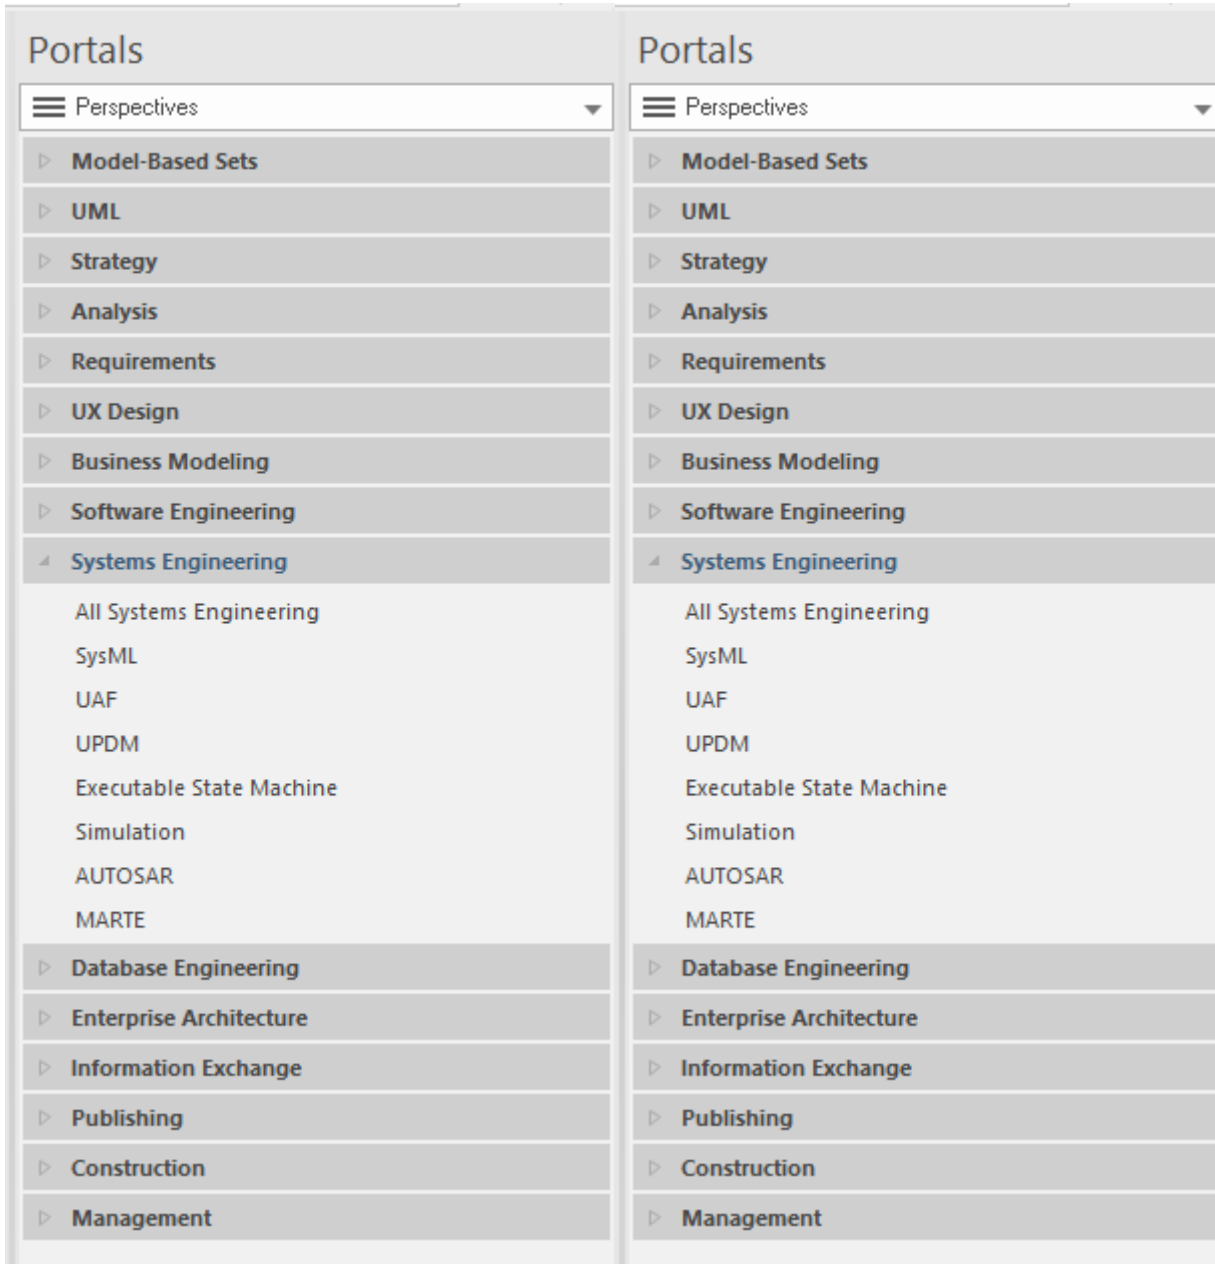 Portals
Perspectives
Model-Based Sets
UML
Strategy
Analysis
Requirements
UX Design
Business Modeling
Software Engineering
Systems Engineering
All Systems Engineering
SysML
UAF
UPDM
Executable State Machine
Simulation
AUTOSAR
MARTE
Database Engineering
Enterprise Architecture
Information Exchange
Publishing
Construction
Management
Portals
Perspectives
Model-Based Sets
UML
Strategy
Analysis
Requirements
UX Design
Business Modeling
Software Engineering
Systems Engineering
All Systems Engineering
SysML
UAF
UPDM
Executable State Machine
Simulation
AUTOSAR
MARTE
Database Engineering
Enterprise Architecture
Information Exchange
Publishing
Construction
Management